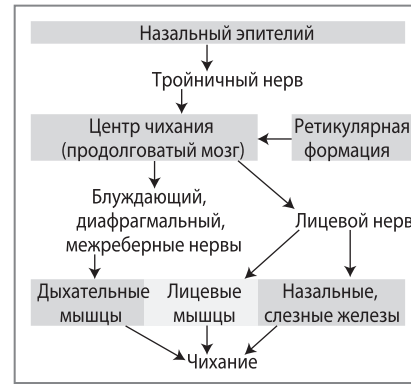 Назальный эпителий
Тройничный нерв
Центр чихания
(продолговатый мозг)
Ретикулярная
формация
Блуждающий,
диафрагмальный,
межреберные нервы
Лицевой нерв
Дыхательные
мышцы
Лицевые
мышцы
Назальные,
слезные железы
Чихание